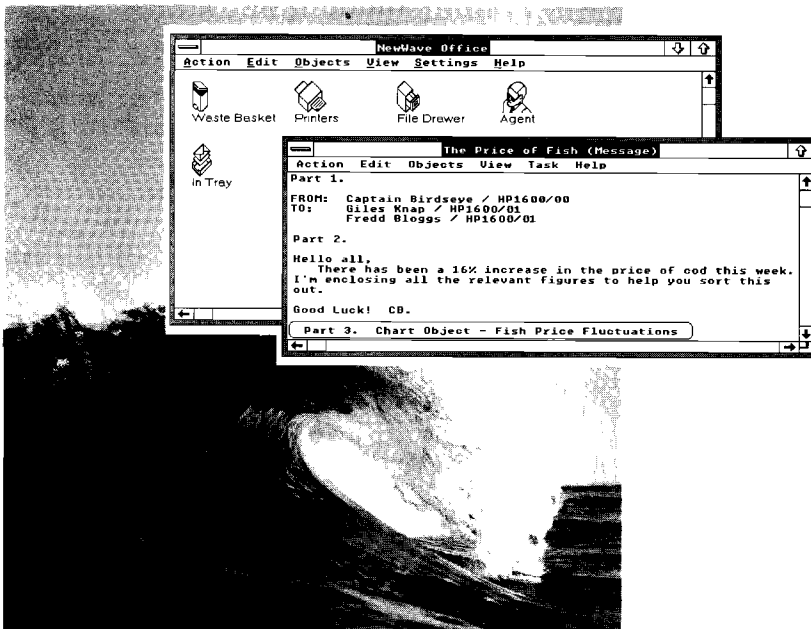 NewWave Office
Action Edit Objects View Settings Help
Waste Basket Printers File Drawer Agent
In Tray
The Price of Fish (Message)
Action Edit Objects View Task Help
Part 1.
FROM: Captain Birdseye / HP1600/00
TO: Giles Knap / HP1600/01
Fredd Bloggs / HP1600/01
Part 2.
Hello all,
There has been a 16% increase in the price of cod this week.
I'm enclosing all the relevant figures to help you sort this
out.
Good Luck! CB.
Part 3. Chart Object - Fish Price Fluctuations